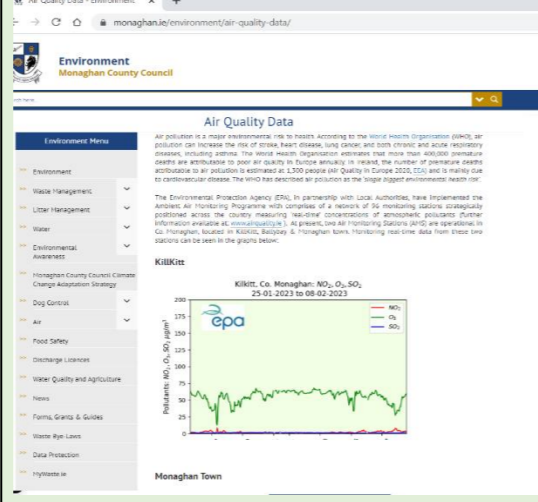 Air Quality Data - Environment
monaghan.ie/environment/air-quality-data/
Environment
Monaghan County Council
Air Quality Data
Environment Menu
Environment
Waste Management
Litter Management
Water
Environmental
Awareness
Monaghan County Council Climate
Change Adaptation Strategy
Dog Control
Air
Food Safety
Discharge Licences
Water Quality and Agriculture
News
Forms, Grants & Guides
Waste Bye-Laws
Data Protection
MyWaste.ie
Air pollution is a major environmental risk to health. According to the World Health Organisation (WHO), air
pollution can increase the risk of stroke, heart disease, lung cancer, and both chronic and acute respiratory
diseases, including asthma. The World Health Organisation estimates that more than 400,000 premature
deaths are attributable to poor air quality in Europe annually. In Ireland, the number of premature deaths
attributable to air pollution is estimated at 1,300 people (Air Quality in Europe 2020, EEA) and is mainly due
to cardiovascular disease. The WHO has described air pollution as the 'single biggest environmental health risk'.
The Environmental Protection Agency (EPA), in partnership with Local Authorities, have implemented the
Ambient Air Monitoring Programme with comprises of a network of 96 monitoring stations strategically
positioned across the country measuring 'real-time' concentrations of atmospheric pollutants (further
information available at: www.airquality.ie ). At present, two Air Monitoring Stations (AMS) are operational in
Co. Monaghan, located in KillKitt, Ballybay & Monaghan town. Monitoring real-time data from these two
stations can be seen in the graphs below:
KillKitt
Kilkitt, Co. Monaghan: NO₂, O₃, SO₂
25-01-2023 to 08-02-2023
epa
NO₂
O₃
SO₂
Pollutants: NO₂, O₃, SO₂ μg/m³
200
175
150
125
100
75
50
25
0
Monaghan Town